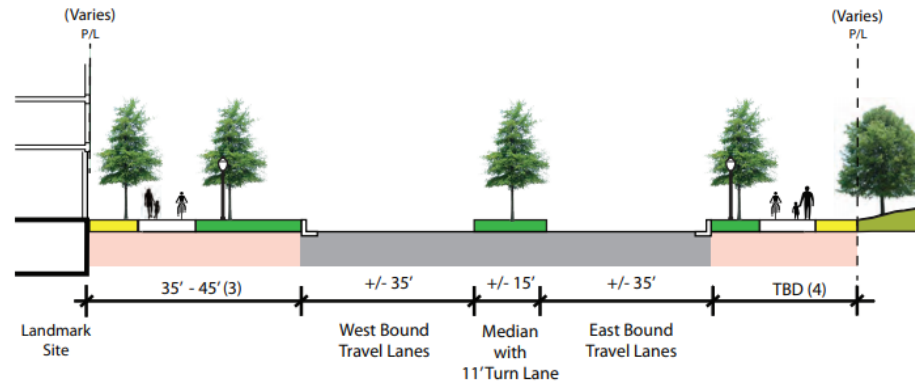 (Varies)
P/L
(Varies)
P/L
35' - 45' (3)
+/- 35'
+/- 15'
+/- 35'
TBD (4)
Landmark
Site
West Bound
Travel Lanes
Median
with
11' Turn Lane
East Bound
Travel Lanes